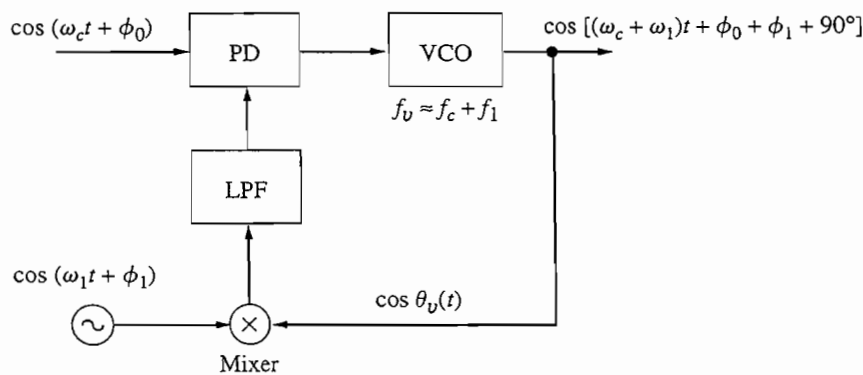 cos (ω_c t + ϕ_0)
PD
VCO
cos [(ω_c + ω_1)t + ϕ_0 + ϕ_1 + 90°]
f_v ≈ f_c + f_1
LPF
cos (ω_1 t + ϕ_1)
cos θ_v(t)
Mixer